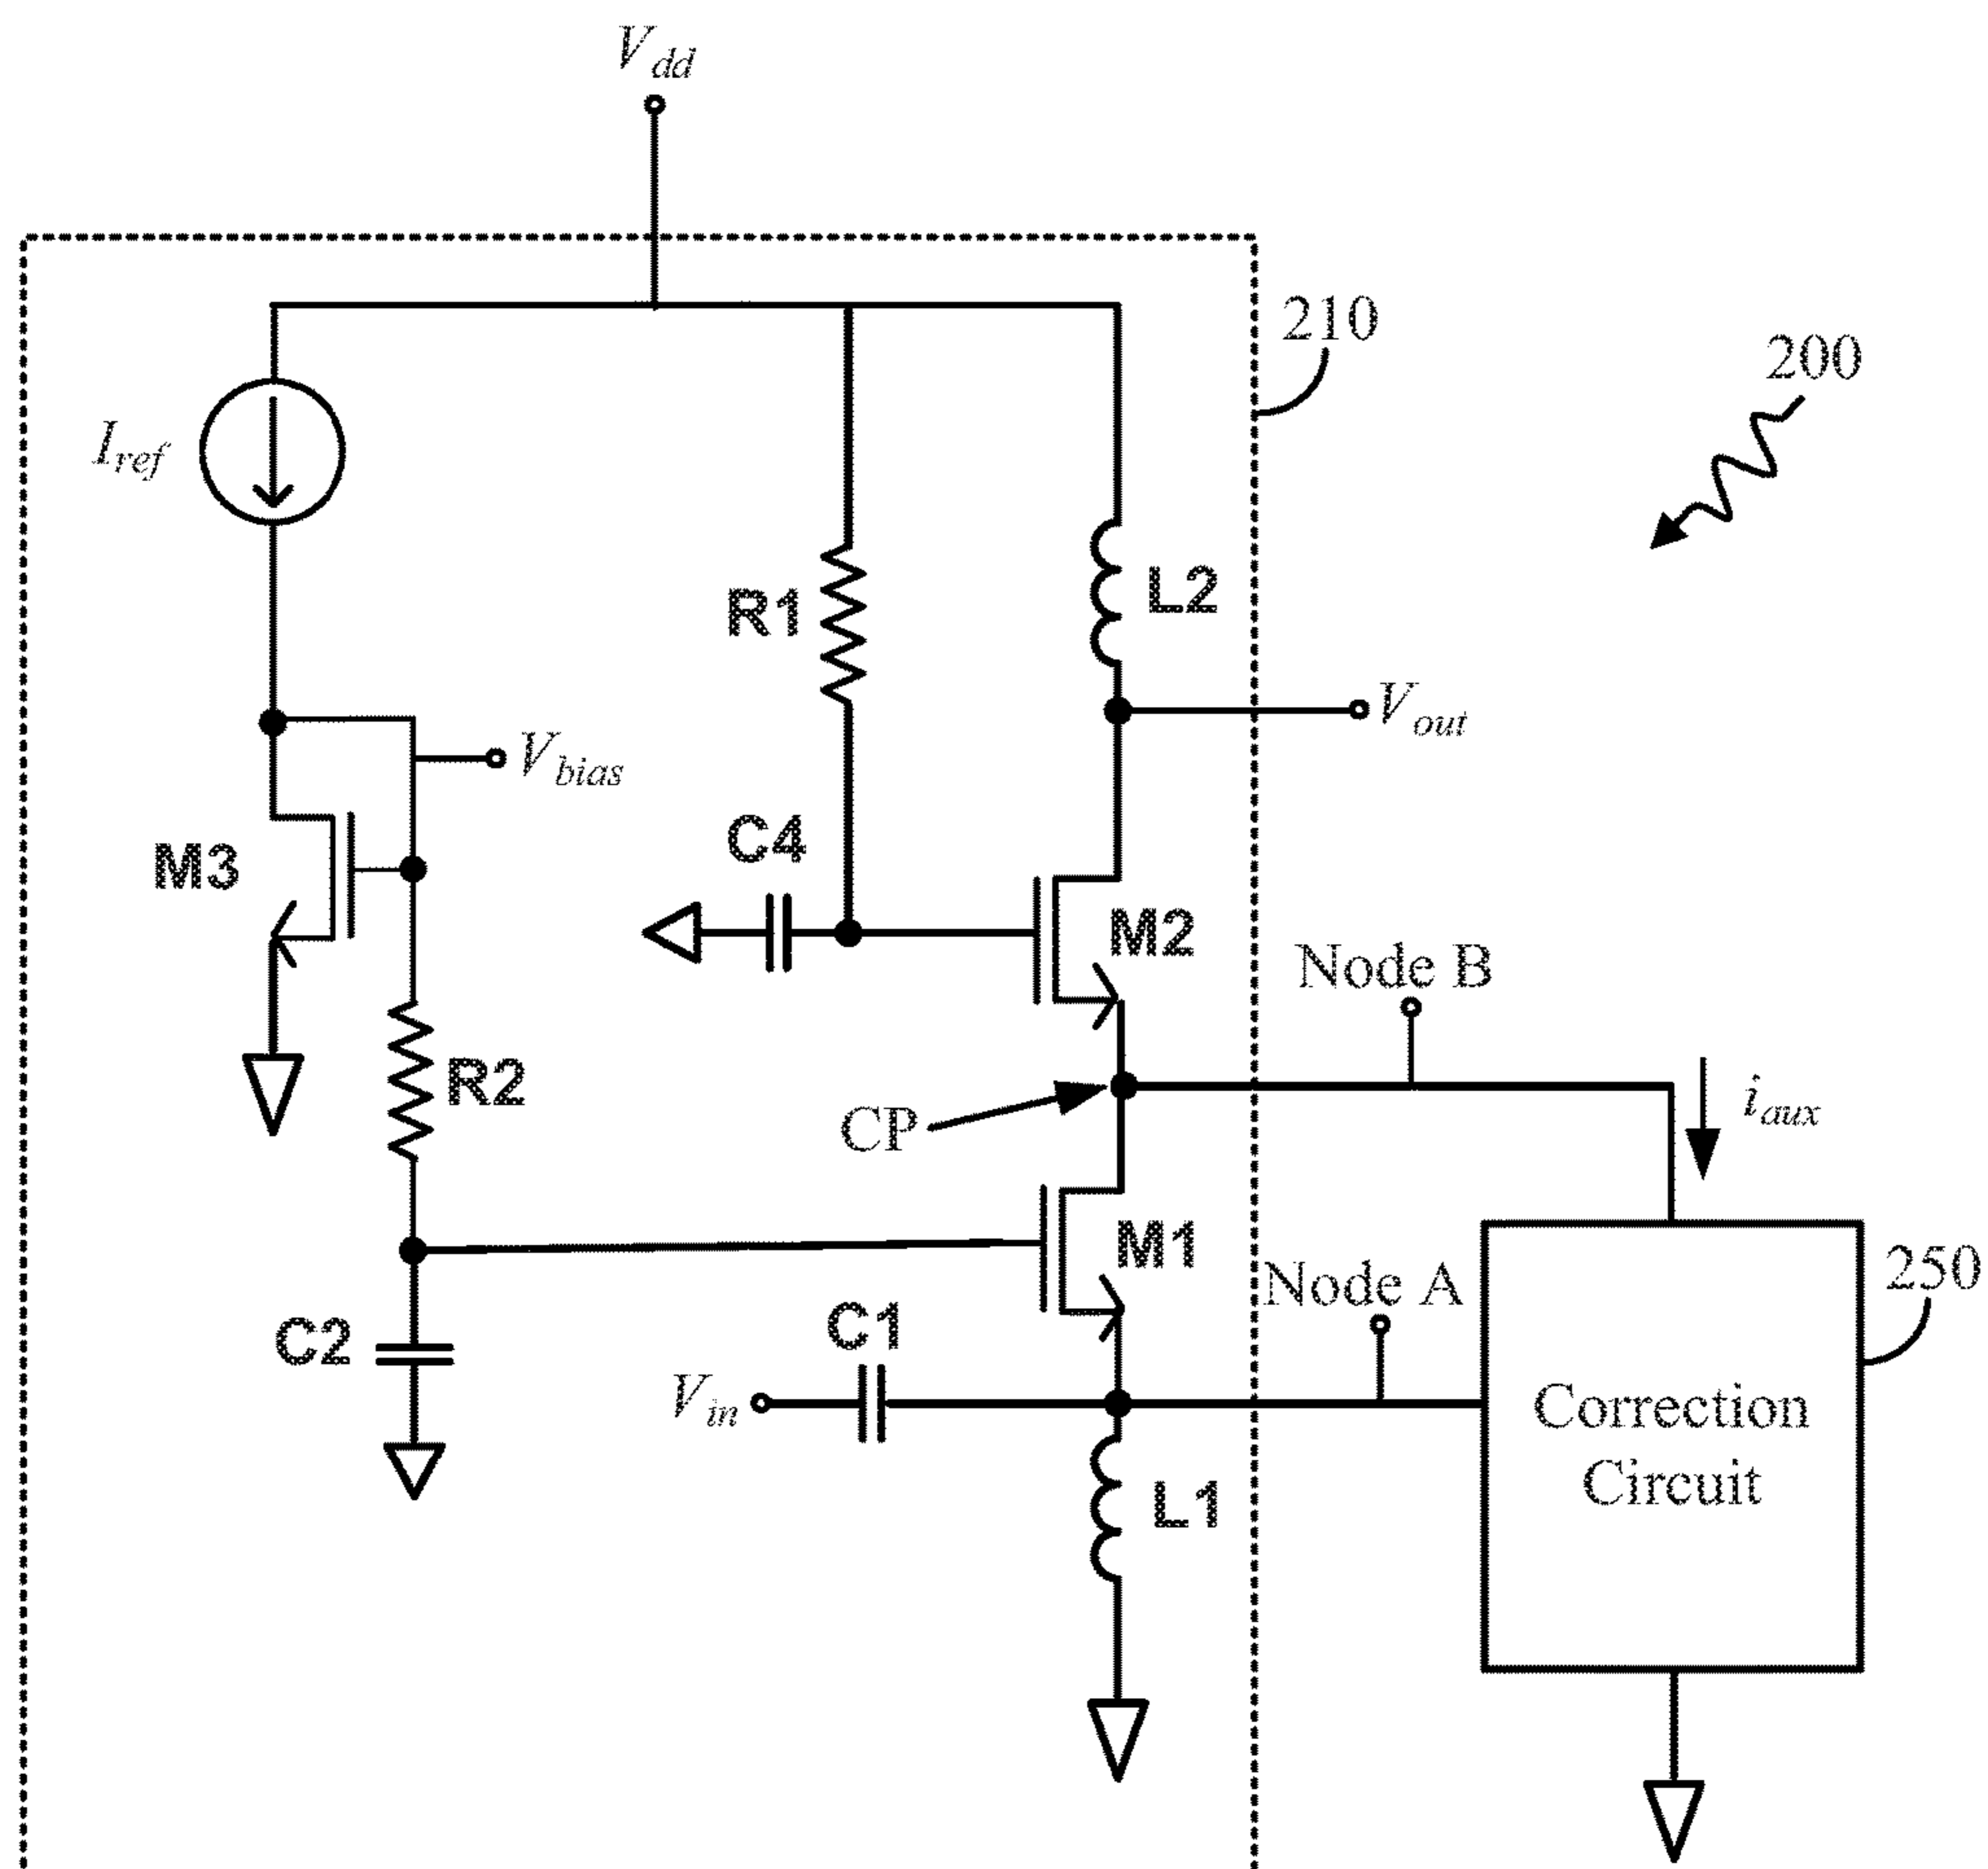 Vdd
210
200
Iref
R1
L2
Vout
Vbias
C4
M3
M2
Node B
R2
CP
iaux
M1
Node A
250
C2
C1
Vin
Correction
Circuit
L1